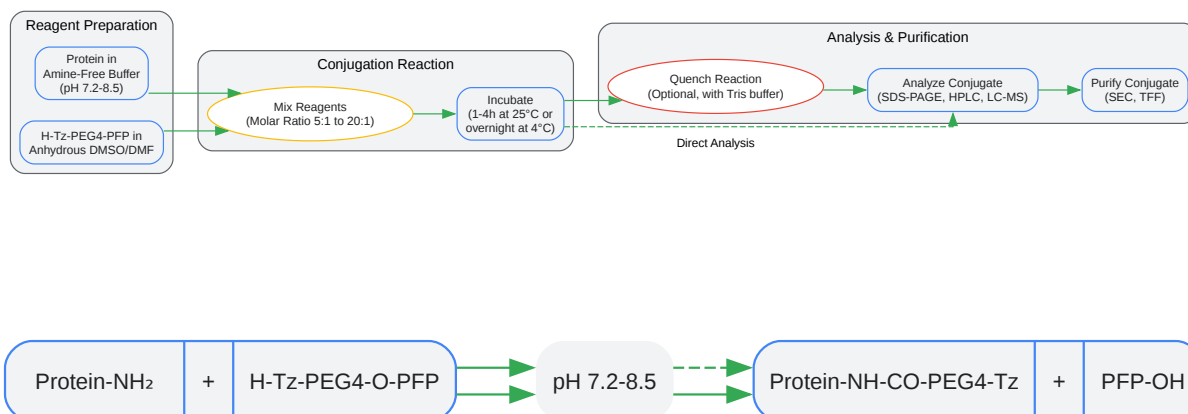 Reagent Preparation
Protein in
Amine-Free Buffer
(pH 7.2-8.5)
H-Tz-PEG4-PFP in
Anhydrous DMSO/DMF
Conjugation Reaction
Mix Reagents
(Molar Ratio 5:1 to 20:1)
Incubate
(1-4h at 25°C or
overnight at 4°C)
Analysis & Purification
Quench Reaction
(Optional, with Tris buffer)
Analyze Conjugate
(SDS-PAGE, HPLC, LC-MS)
Purify Conjugate
(SEC, TFF)
Direct Analysis
Protein-NH₂ + H-Tz-PEG4-O-PFP pH 7.2-8.5 Protein-NH-CO-PEG4-Tz + PFP-OH